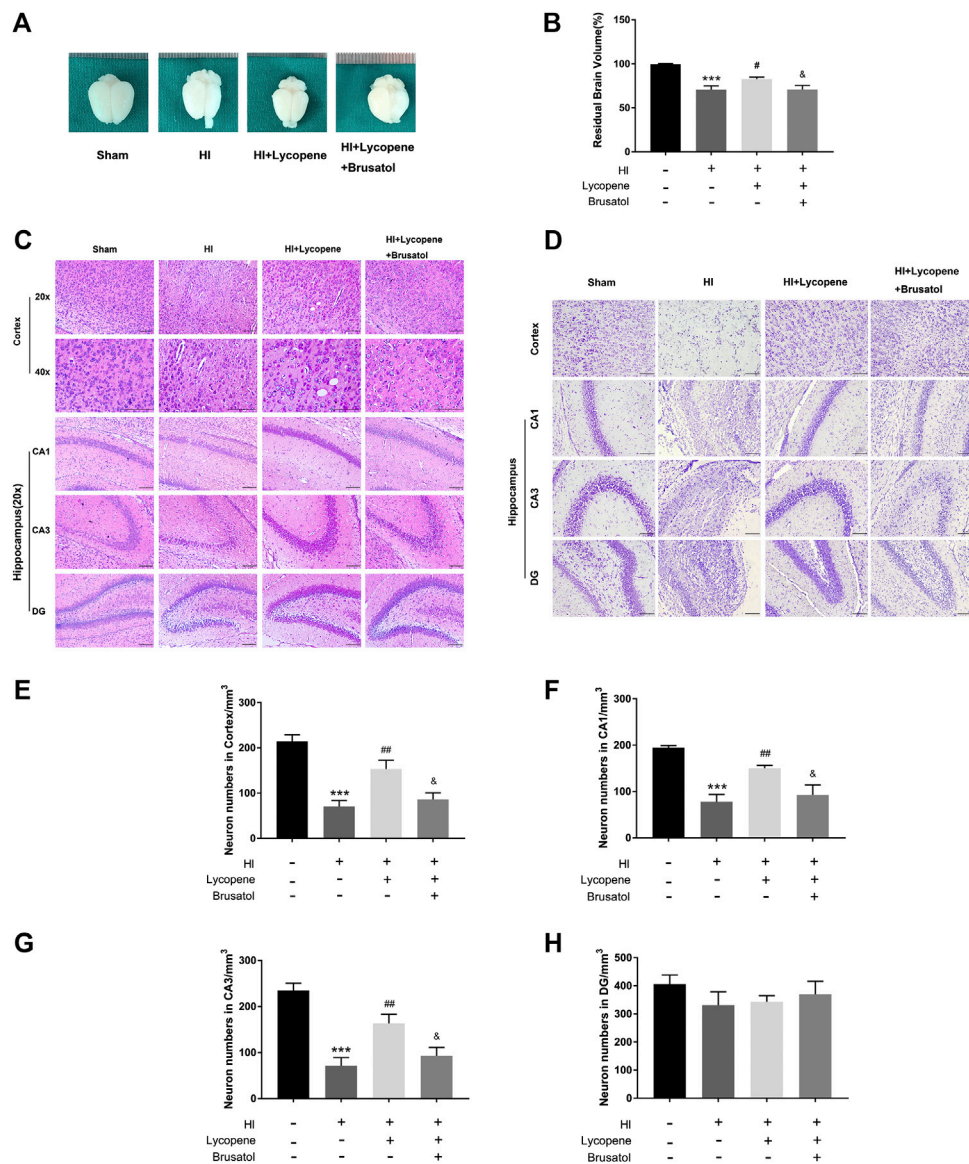 A
Sham
HI
HI+Lycopene
HI+Lycopene
+Brusatol
B
Residual Brain Volume(%)
150
100
50
0
***
#
&
HI - + + +
Lycopene - - + +
Brusatol - - - +
C
Sham
HI
HI+Lycopene
HI+Lycopene
+Brusatol
Cortex
20x
40x
Hippocampus(20x)
CA1
CA3
DG
D
Sham
HI
HI+Lycopene
HI+Lycopene
+Brusatol
Cortex
Hippocampus
CA1
CA3
DG
E
Neuron numbers in Cortex/mm³
300
200
100
0
***
##
&
HI - + + +
Lycopene - - + +
Brusatol - - - +
F
Neuron numbers in CA1/mm³
300
200
100
0
***
##
&
HI - + + +
Lycopene - - + +
Brusatol - - - +
G
Neuron numbers in CA3/mm³
300
200
100
0
***
##
&
HI - + + +
Lycopene - - + +
Brusatol - - - +
H
Neuron numbers in DG/mm³
500
400
300
200
100
0
HI - + + +
Lycopene - - + +
Brusatol - - - +